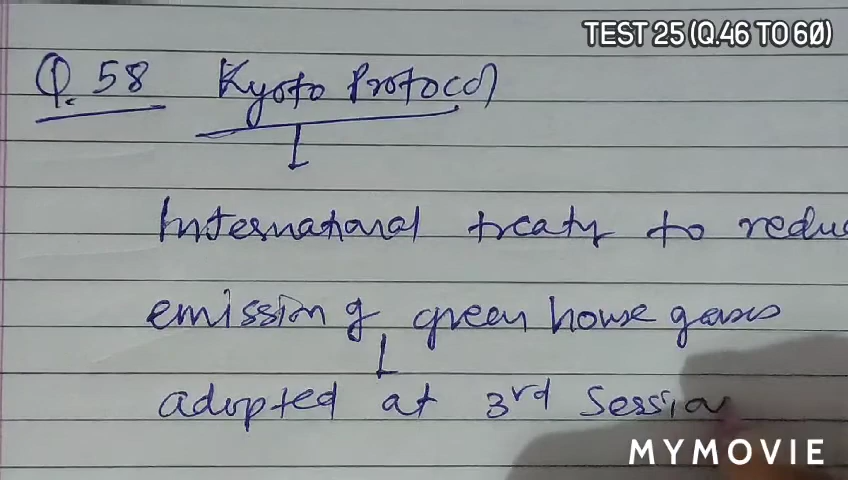 TEST 25 (Q.46 TO 60)
Q. 58 Kyoto Protocol
International treaty to reduc
emission of green house gases
adopted at 3rd Session
MYMOVIE